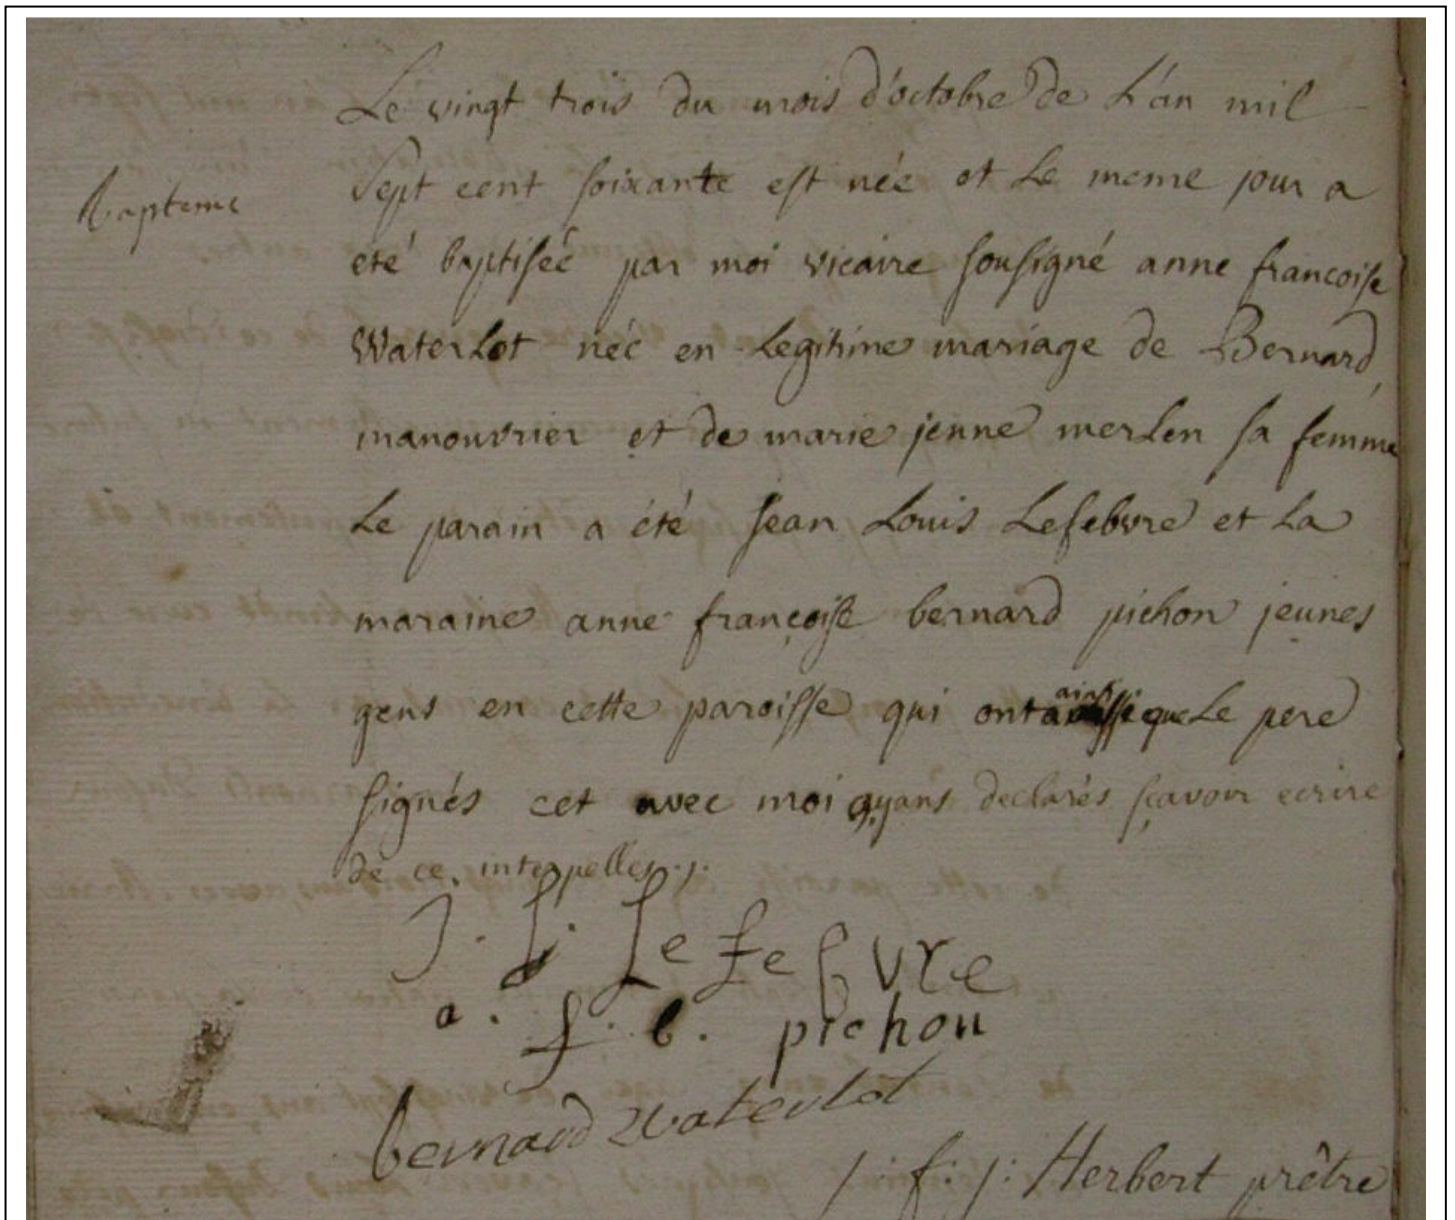 Le vingt trois du mois d'octobre de L'an mil
Bapteme
Sept cent soixante est née et Le meme jour a
eté baptiseé par moi vicaire sousigné anne francoise
Waterlot neé en Legitime mariage de Bernard,
manouvrier et de marie jenne merlen sa femme
Le parain a été jean Louis Lefebvre et La
maraine anne françoise bernard pichon jeunes
gens en cette paroisse qui ont ainsi que Le pere
signés cet avec moi ayans declarés sçavoir ecrire
de ce. interpelles./.
J. L. Lefebvre
a. f. b. pichon
bernard waterlot
j. f. j. Herbert prêtre